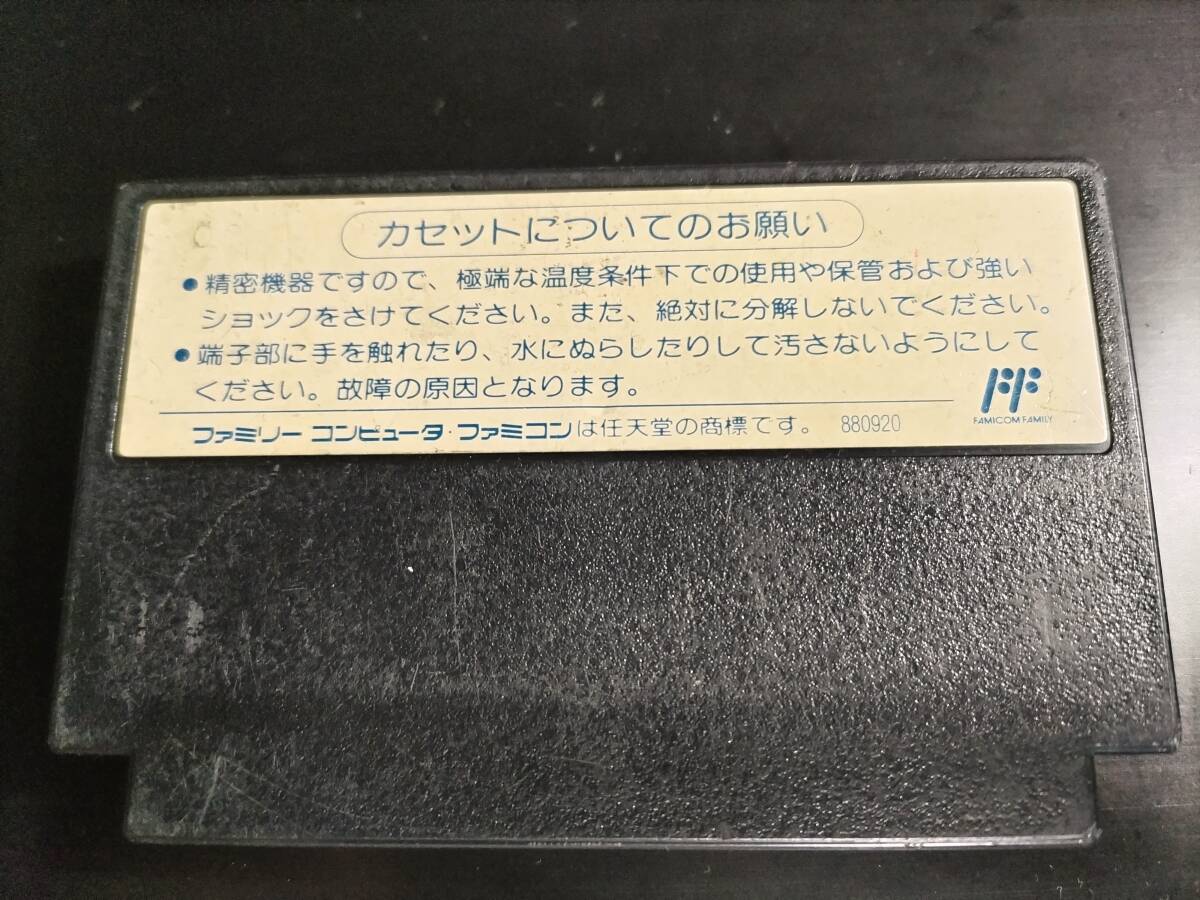 カセットについてのお願い
●精密機器ですので、極端な温度条件下での使用や保管および強い
ショックをさけてください。また、絶対に分解しないでください。
●端子部に手を触れたり、水にぬらしたりして汚さないようにして
ください。故障の原因となります。
FF
FAMICOM FAMILY
ファミリー コンピュータ・ファミコンは任天堂の商標です。 880920